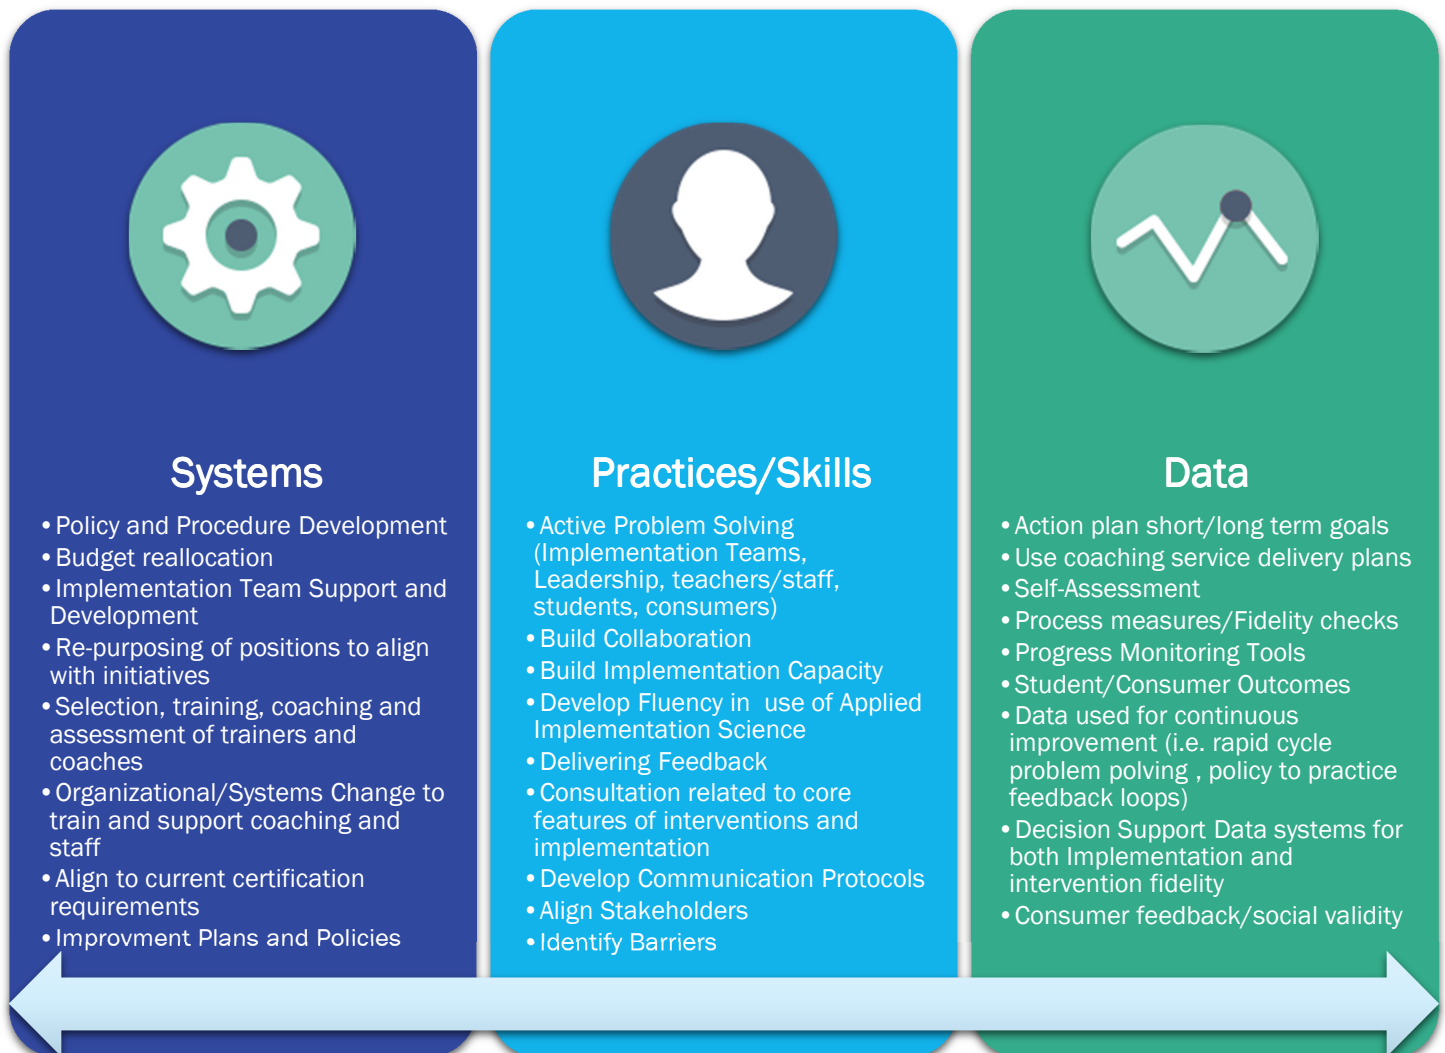 Systems
•Policy and Procedure Development
•Budget reallocation
•Implementation Team Support and
Development
•Re-purposing of positions to align
with initiatives
•Selection, training, coaching and
assessment of trainers and
coaches
•Organizational/Systems Change to
train and support coaching and
staff
•Align to current certification
requirements
•Improvment Plans and Policies
Practices/Skills
•Active Problem Solving
(Implementation Teams,
Leadership, teachers/staff,
students, consumers)
•Build Collaboration
•Build Implementation Capacity
•Develop Fluency in use of Applied
Implementation Science
•Delivering Feedback
•Consultation related to core
features of interventions and
implementation
•Develop Communication Protocols
•Align Stakeholders
•Identify Barriers
Data
•Action plan short/long term goals
•Use coaching service delivery plans
•Self-Assessment
•Process measures/Fidelity checks
•Progress Monitoring Tools
•Student/Consumer Outcomes
•Data used for continuous
improvement (i.e. rapid cycle
problem polving , policy to practice
feedback loops)
•Decision Support Data systems for
both Implementation and
intervention fidelity
•Consumer feedback/social validity